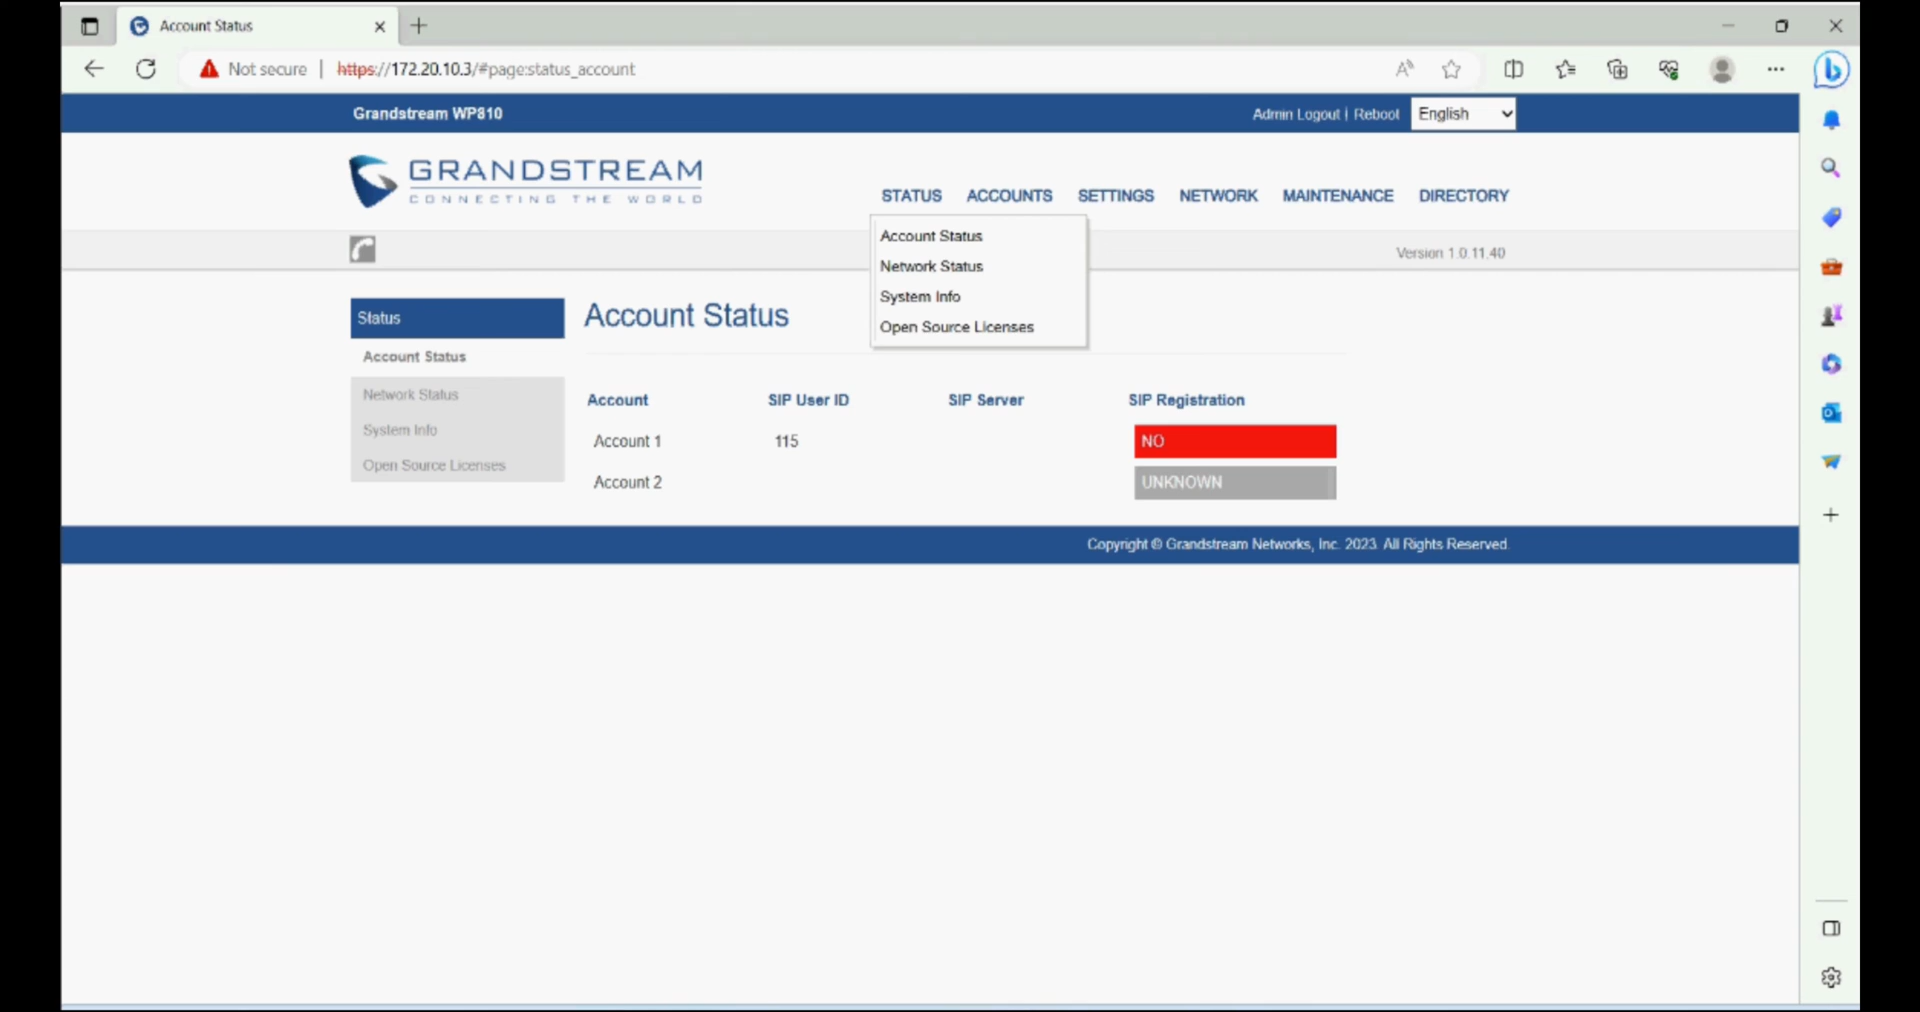 Account Status
Not secure | https://172.20.10.3/#page:status_account
Grandstream WP810
Admin Logout | Reboot
English
GRANDSTREAM
CONNECTING THE WORLD
STATUS ACCOUNTS SETTINGS NETWORK MAINTENANCE DIRECTORY
Account Status
Network Status
System Info
Open Source Licenses
Version 1.0.11.40
Status
Account Status
Network Status
System Info
Open Source Licenses
Account Status
Account SIP User ID SIP Server SIP Registration
Account 1 115 NO
Account 2 UNKNOWN
Copyright © Grandstream Networks, Inc. 2023. All Rights Reserved.